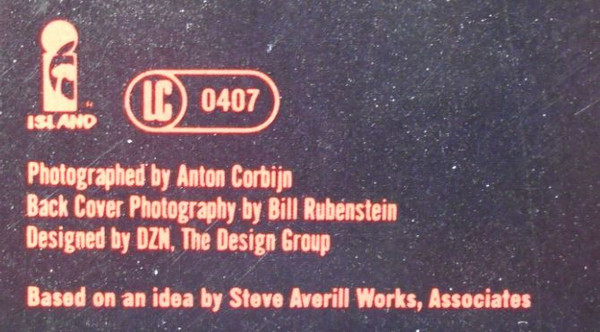 ISLAND
LC 0407
Photographed by Anton Corbijn
Back Cover Photography by Bill Rubenstein
Designed by DZN, The Design Group
Based on an idea by Steve Averill Works, Associates